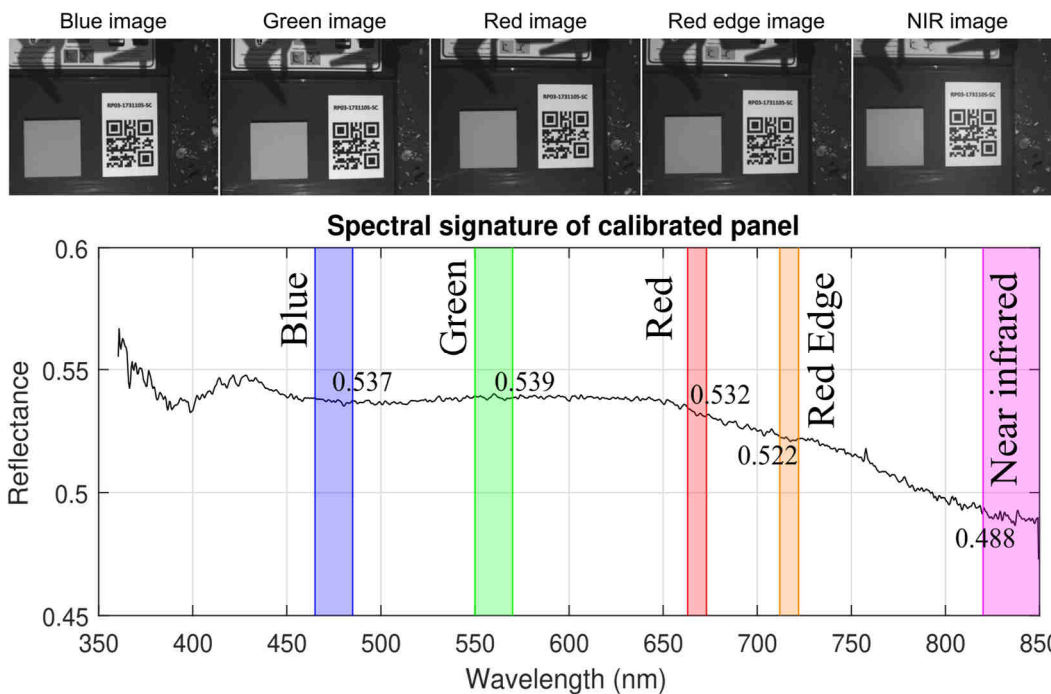 Blue image
Green image
Red image
Red edge image
NIR image
RP03-1731105-SC
RP03-1731105-SC
RP03-1731105-SC
RP03-1731105-SC
RP03-1731105-SC
Spectral signature of calibrated panel
Reflectance
0.6
0.55
0.5
0.45
Blue
0.537
Green
0.539
Red
0.532
0.522
Red Edge
Near infrared
0.488
350 400 450 500 550 600 650 700 750 800 850
Wavelength (nm)